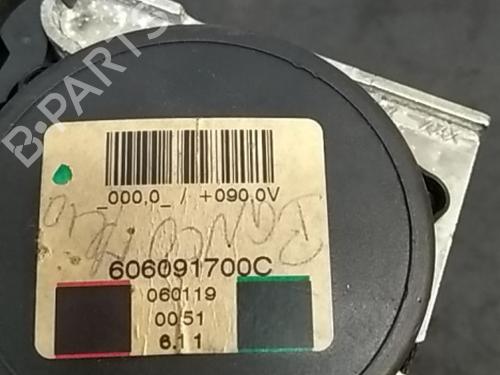 B-PARTS
_000,0_ / +090,0V
606091700C
060119
0051
6.1 1